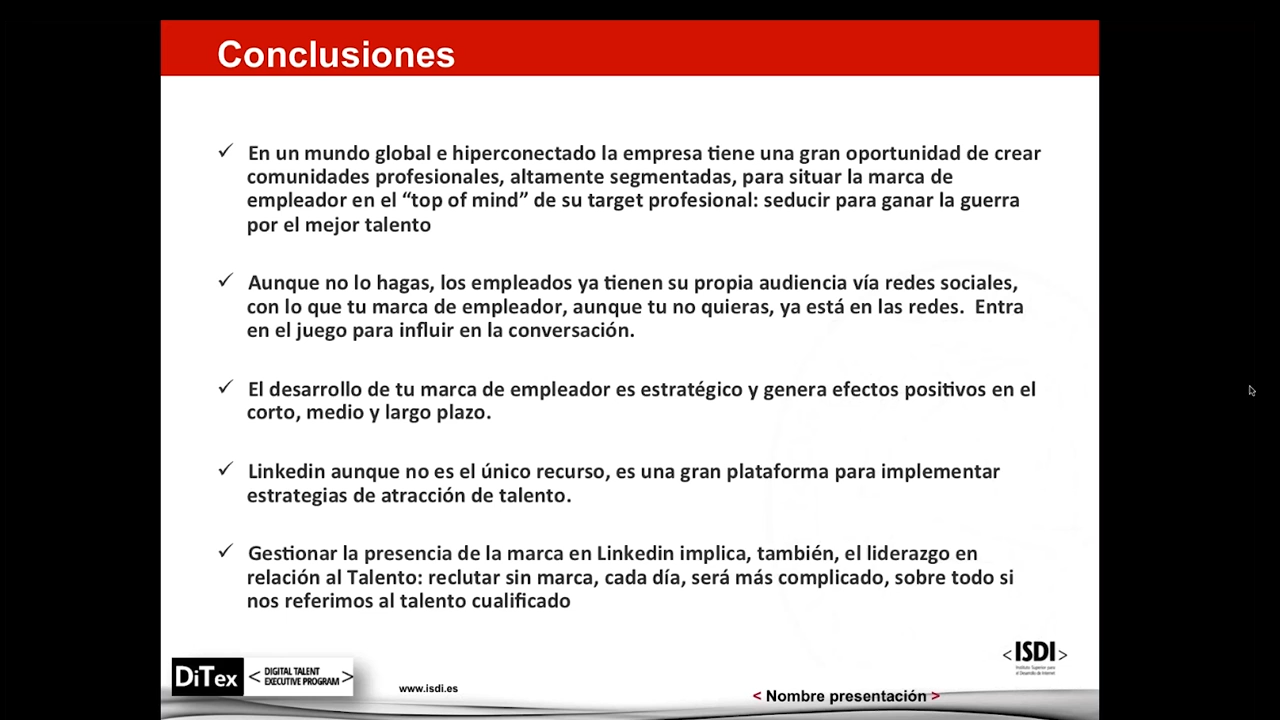 Conclusiones
✓ En un mundo global e hiperconectado la empresa tiene una gran oportunidad de crear
comunidades profesionales, altamente segmentadas, para situar la marca de
empleador en el “top of mind” de su target profesional: seducir para ganar la guerra
por el mejor talento
✓ Aunque no lo hagas, los empleados ya tienen su propia audiencia vía redes sociales,
con lo que tu marca de empleador, aunque tu no quieras, ya está en las redes.  Entra
en el juego para influir en la conversación.
✓ El desarrollo de tu marca de empleador es estratégico y genera efectos positivos en el
corto, medio y largo plazo.
✓ Linkedin aunque no es el único recurso, es una gran plataforma para implementar
estrategias de atracción de talento.
✓ Gestionar la presencia de la marca en Linkedin implica, también, el liderazgo en
relación al Talento: reclutar sin marca, cada día, será más complicado, sobre todo si
nos referimos al talento cualificado
<ISDI>
Instituto Superior para
el Desarrollo de Internet
DiTex < DIGITAL TALENT
EXECUTIVE PROGRAM >
www.isdi.es
< Nombre presentación >